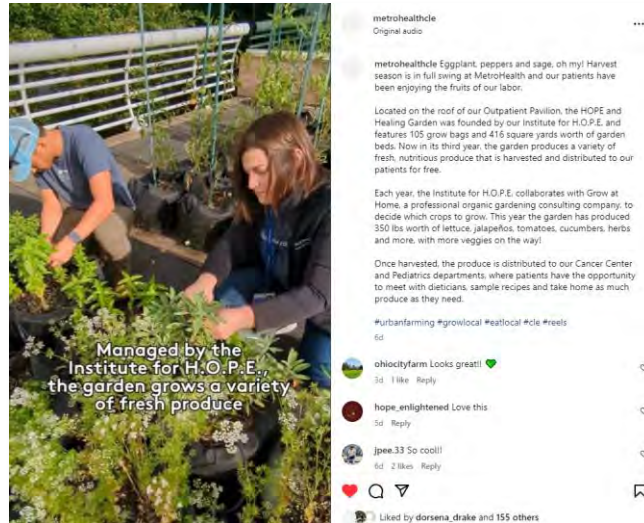 metrohealthcle
Original audio
Managed by the
Institute for H.O.P.E.,
the garden grows a variety
of fresh produce
metrohealthcle Eggplant, peppers and sage, oh my! Harvest
season is in full swing at MetroHealth and our patients have
been enjoying the fruits of our labor.
Located on the roof of our Outpatient Pavilion, the HOPE and
Healing Garden was founded by our Institute for H.O.P.E. and
features 105 grow bags and 416 square yards worth of garden
beds. Now in its third year, the garden produces a variety of
fresh, nutritious produce that is harvested and distributed to our
patients for free.
Each year, the Institute for H.O.P.E. collaborates with Grow at
Home, a professional organic gardening consulting company, to
decide which crops to grow. This year the garden has produced
350 lbs worth of lettuce, jalapeños, tomatoes, cucumbers, herbs
and more, with more veggies on the way!
Once harvested, the produce is distributed to our Cancer Center
and Pediatrics departments, where patients have the opportunity
to meet with dieticians, sample recipes and take home as much
produce as they need.
#urbanfarming #growlocal #eatlocal #cle #reels
6d
ohiocityfarm Looks great!!
3d 1 like Reply
hope_enlightened Love this
5d Reply
jpee.33 So cool!!
6d 2 likes Reply
Liked by dorsena_drake and 155 others